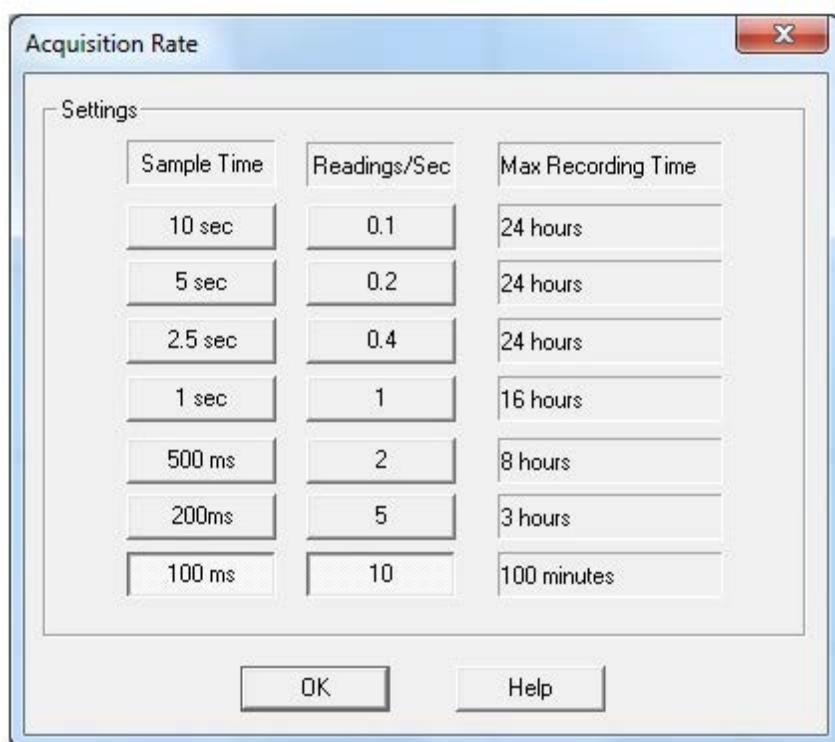 Acquisition Rate
Settings
Sample Time Readings/Sec Max Recording Time
10 sec 0.1 24 hours
5 sec 0.2 24 hours
2.5 sec 0.4 24 hours
1 sec 1 16 hours
500 ms 2 8 hours
200ms 5 3 hours
100 ms 10 100 minutes
OK Help